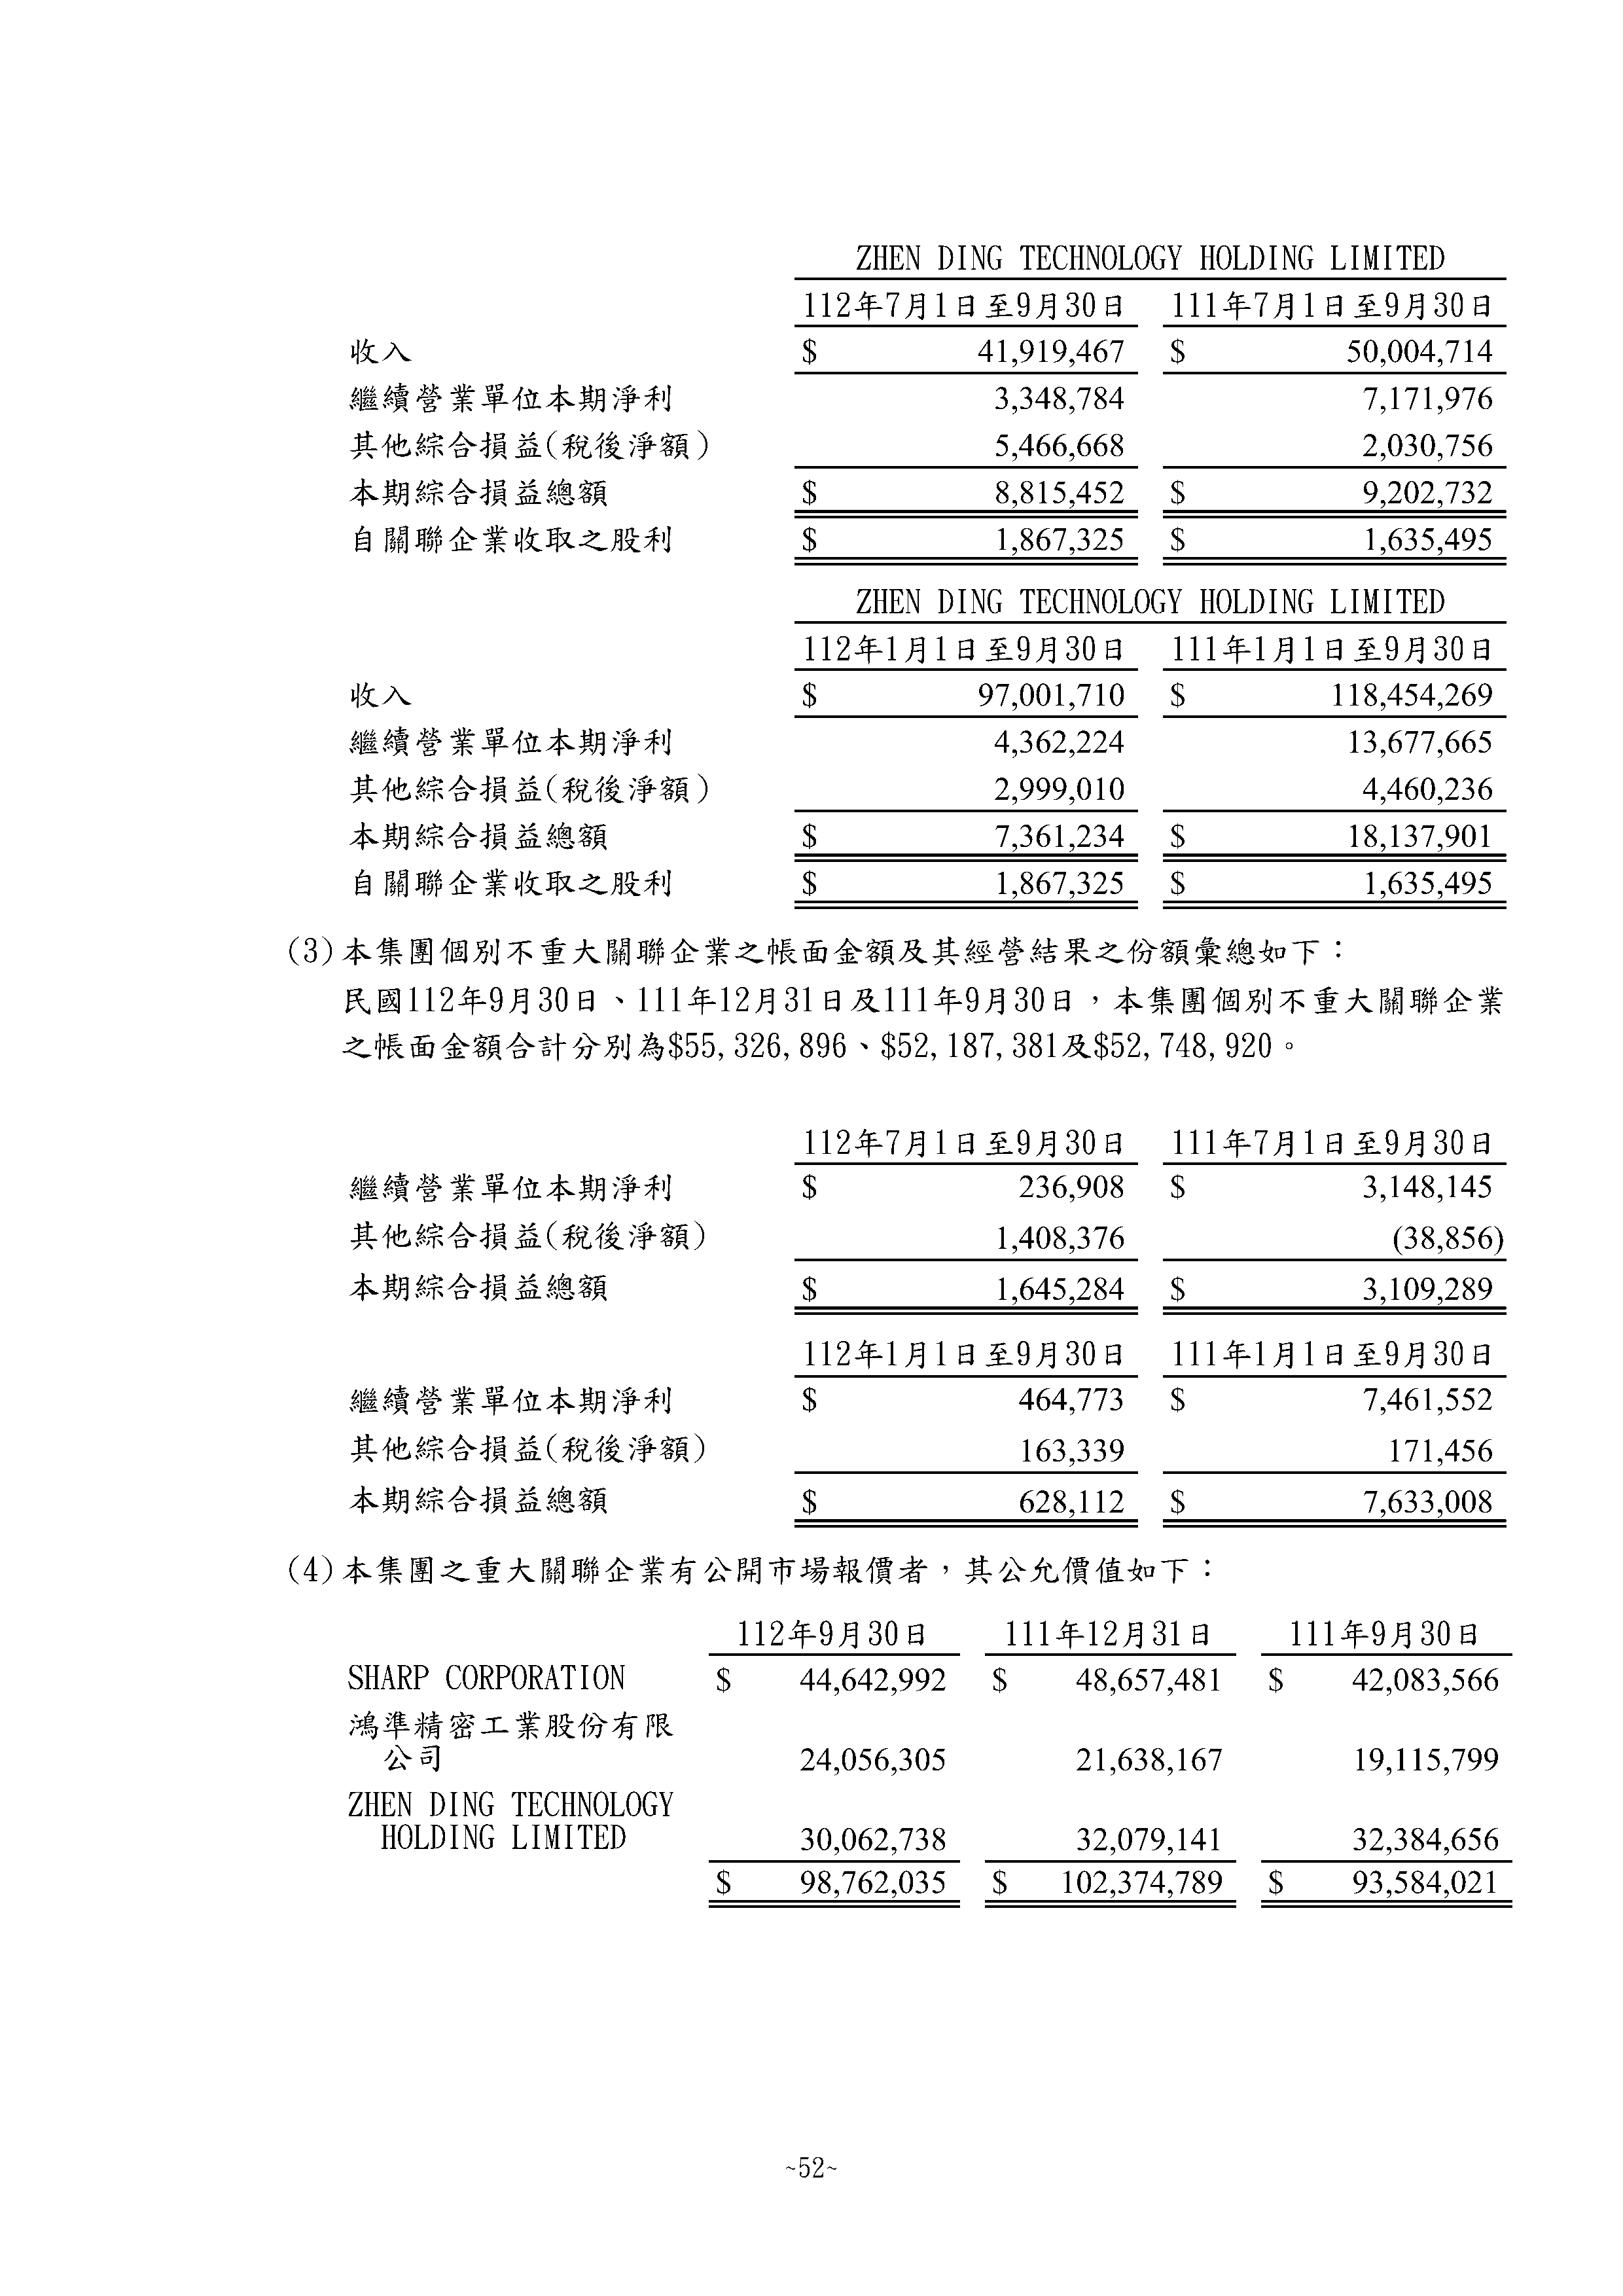 ZHEN DING TECHNOLOGY HOLDING LIMITED
112年7月1日至9月30日 111年7月1日至9月30日
收入 $ 41,919,467 $ 50,004,714
繼續營業單位本期淨利 3,348,784 7,171,976
其他綜合損益(稅後淨額) 5,466,668 2,030,756
本期綜合損益總額 $ 8,815,452 $ 9,202,732
自關聯企業收取之股利 $ 1,867,325 $ 1,635,495
ZHEN DING TECHNOLOGY HOLDING LIMITED
112年1月1日至9月30日 111年1月1日至9月30日
收入 $ 97,001,710 $ 118,454,269
繼續營業單位本期淨利 4,362,224 13,677,665
其他綜合損益(稅後淨額) 2,999,010 4,460,236
本期綜合損益總額 $ 7,361,234 $ 18,137,901
自關聯企業收取之股利 $ 1,867,325 $ 1,635,495
(3)本集團個別不重大關聯企業之帳面金額及其經營結果之份額彙總如下：
民國112年9月30日、111年12月31日及111年9月30日，本集團個別不重大關聯企業
之帳面金額合計分別為$55,326,896、$52,187,381及$52,748,920。
112年7月1日至9月30日 111年7月1日至9月30日
繼續營業單位本期淨利 $ 236,908 $ 3,148,145
其他綜合損益(稅後淨額) 1,408,376 (38,856)
本期綜合損益總額 $ 1,645,284 $ 3,109,289
112年1月1日至9月30日 111年1月1日至9月30日
繼續營業單位本期淨利 $ 464,773 $ 7,461,552
其他綜合損益(稅後淨額) 163,339 171,456
本期綜合損益總額 $ 628,112 $ 7,633,008
(4)本集團之重大關聯企業有公開市場報價者，其公允價值如下：
112年9月30日 111年12月31日 111年9月30日
SHARP CORPORATION $ 44,642,992 $ 48,657,481 $ 42,083,566
鴻準精密工業股份有限
公司 24,056,305 21,638,167 19,115,799
ZHEN DING TECHNOLOGY
HOLDING LIMITED 30,062,738 32,079,141 32,384,656
$ 98,762,035 $ 102,374,789 $ 93,584,021
~52~